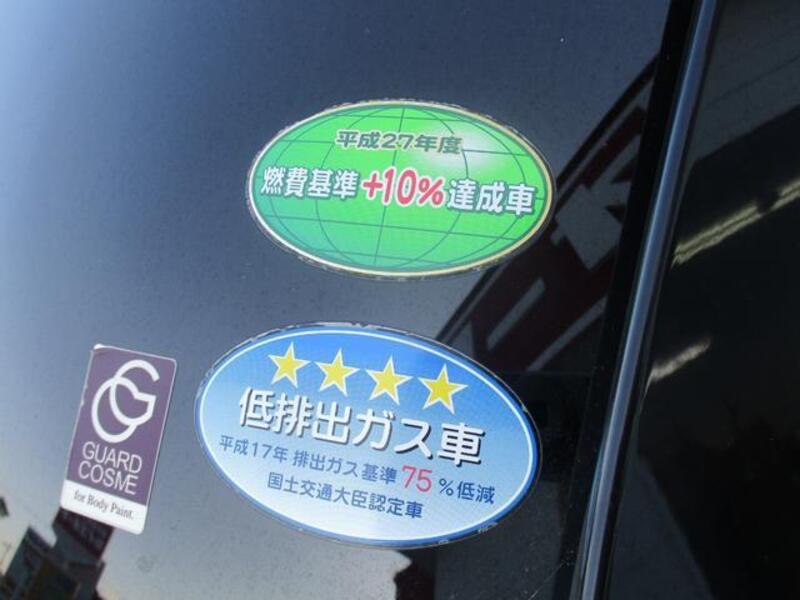 平成27年度
燃費基準+10%達成車
低排出ガス車
平成17年 排出ガス基準75%低減
国土交通大臣認定車
GUARD
COSME
for Body Paint.